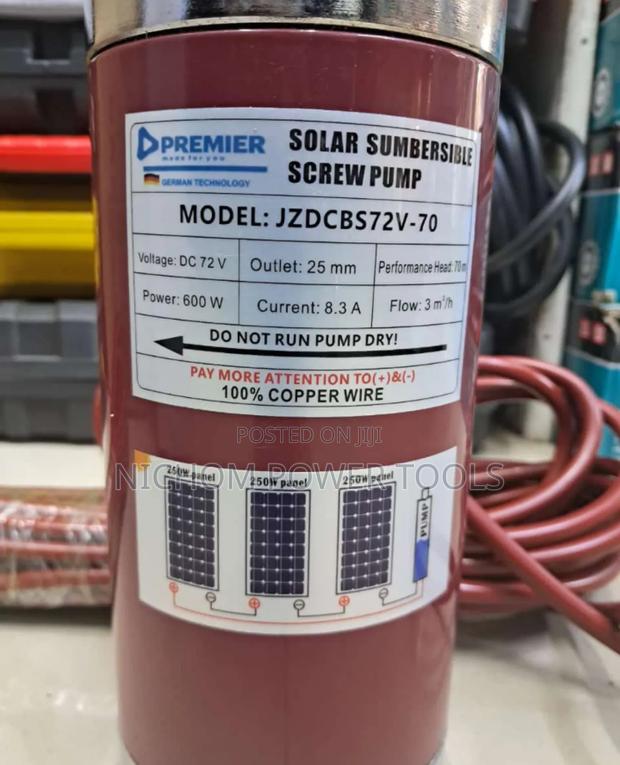 PREMIER
made for you
GERMAN TECHNOLOGY
SOLAR SUMBERSIBLE
SCREW PUMP
MODEL: JZDCBS72V-70
Voltage: DC 72 V
Outlet: 25 mm
Performance Head: 70 m
Power: 600 W
Current: 8.3 A
Flow: 3 m³/h
DO NOT RUN PUMP DRY!
PAY MORE ATTENTION TO(+)&(-)
100% COPPER WIRE
POSTED ON JIJI
NIGHOM POWER TOOLS
250W panel
250W panel
250W panel
PUMP